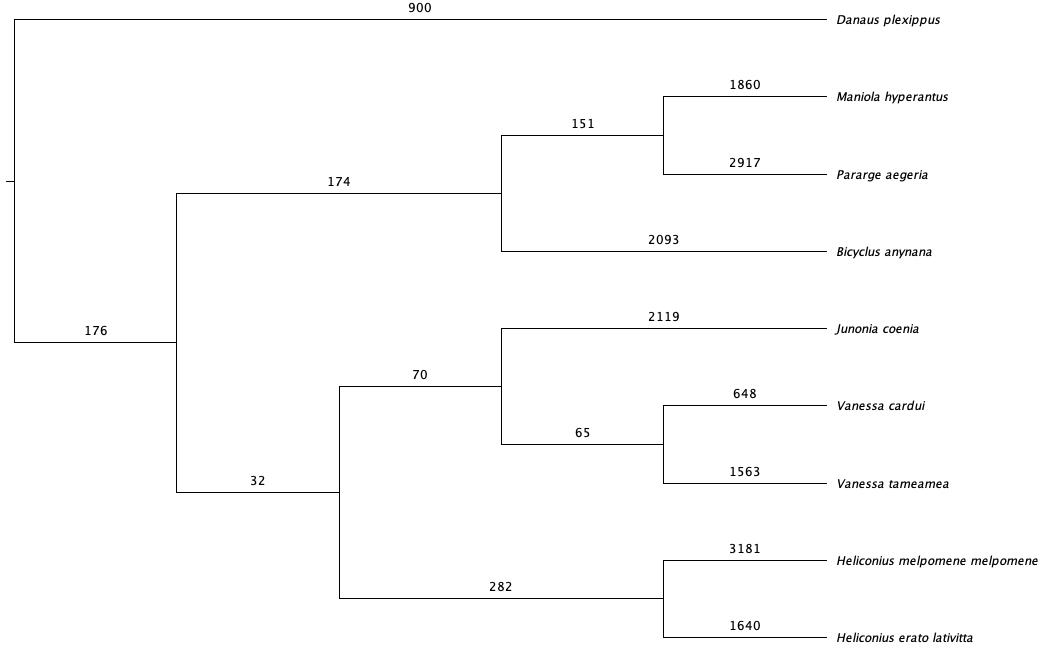 900
Danaus plexippus
1860
Maniola hyperantus
151
2917
Pararge aegeria
174
2093
Bicyclus anynana
2119
Junonia coenia
176
70
648
Vanessa cardui
65
1563
Vanessa tameamea
32
3181
Heliconius melpomene melpomene
282
1640
Heliconius erato lativitta